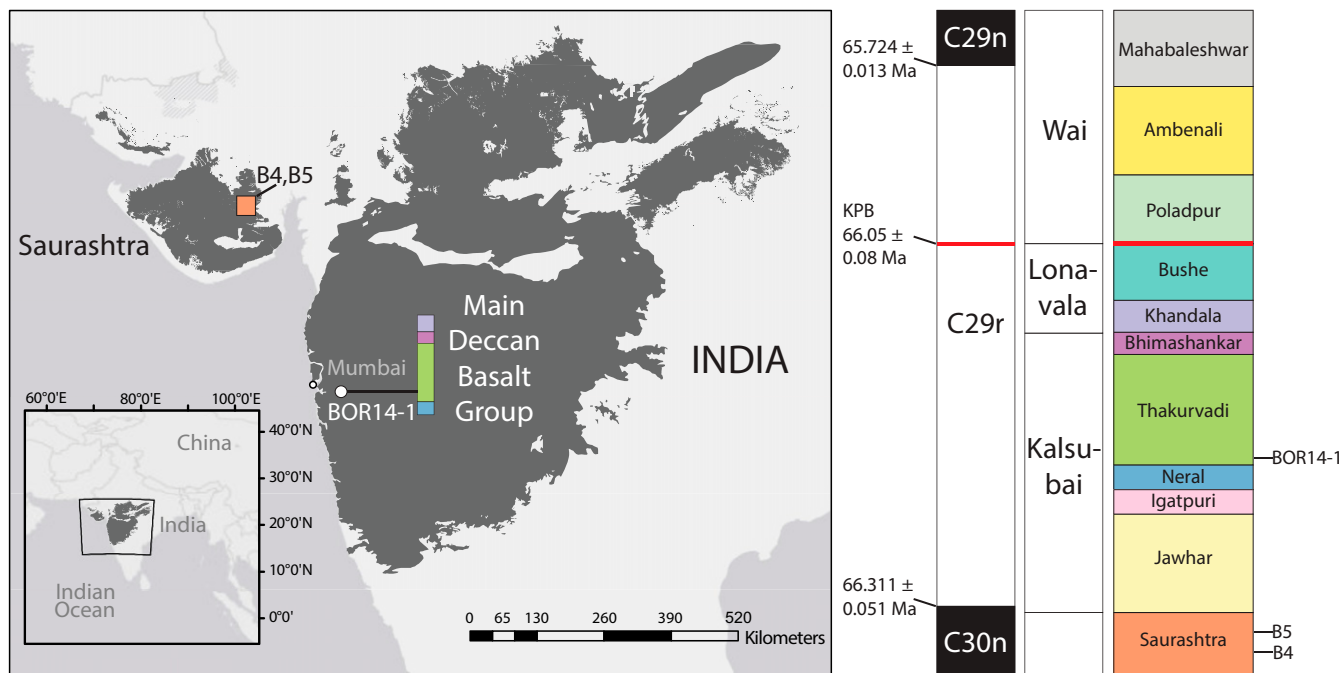 B4,B5
Saurashtra
Main
Deccan
Basalt
Group
Mumbai
BOR14-1
INDIA
60°0'E
80°0'E
100°0'E
40°0'N
30°0'N
20°0'N
10°0'N
0°0'
China
India
Indian
Ocean
0 65 130 260 390 520
Kilometers
65.724 ±
0.013 Ma
KPB
66.05 ±
0.08 Ma
66.311 ±
0.051 Ma
C29n
C29r
C30n
Wai
Lona-
vala
Kalsu-
bai
Mahabaleshwar
Ambenali
Poladpur
Bushe
Khandala
Bhimashankar
Thakurvadi
Neral
Igatpuri
Jawhar
Saurashtra
BOR14-1
B5
B4